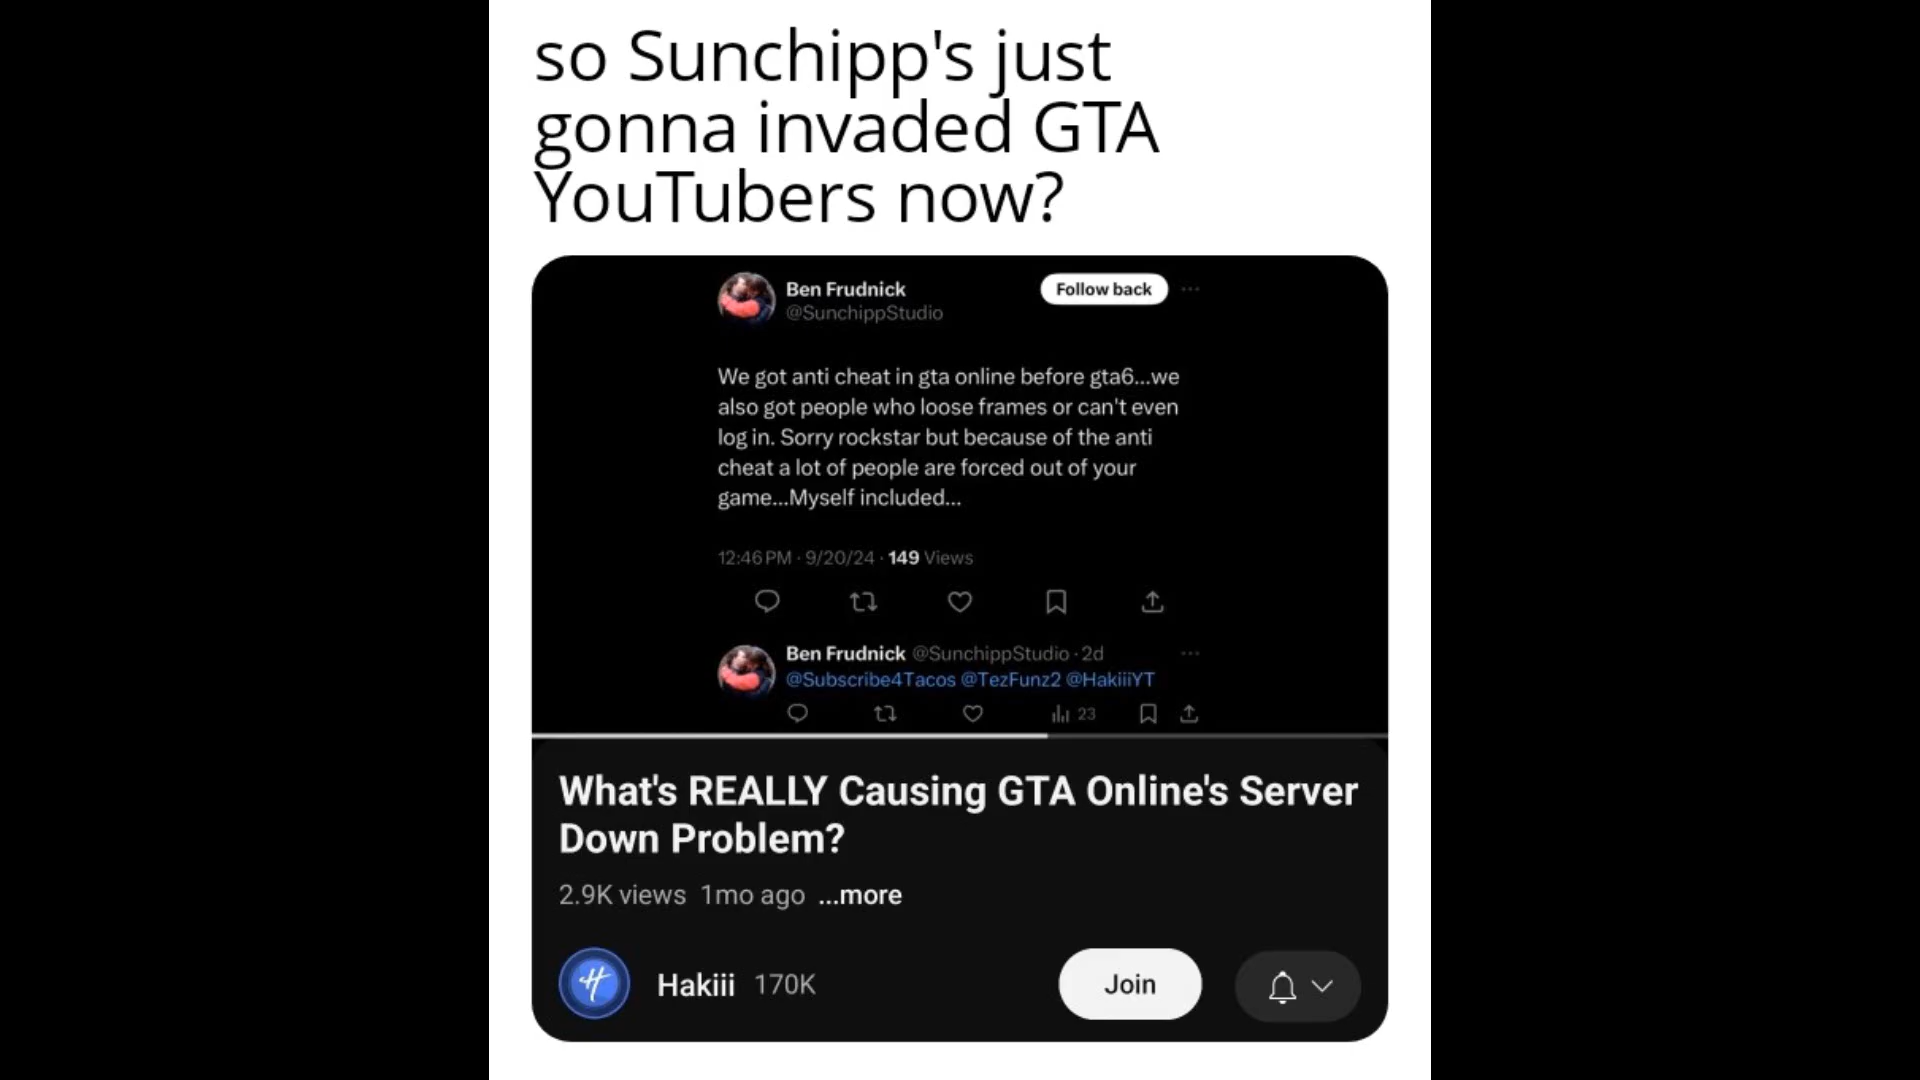 so Sunchipp's just
gonna invaded GTA
YouTubers now?
Ben Frudnick
Follow back
@SunchippStudio
We got anti cheat in gta online before gta6...we
also got people who loose frames or can't even
log in. Sorry rockstar but because of the anti
cheat a lot of people are forced out of your
game...Myself included...
12:46 PM · 9/20/24 · 149 Views
Ben Frudnick @SunchippStudio · 2d
@Subscribe4Tacos @TezFunz2 @HakiiiYT
23
What's REALLY Causing GTA Online's Server
Down Problem?
2.9K views 1mo ago ...more
H
Hakiii 170K
Join